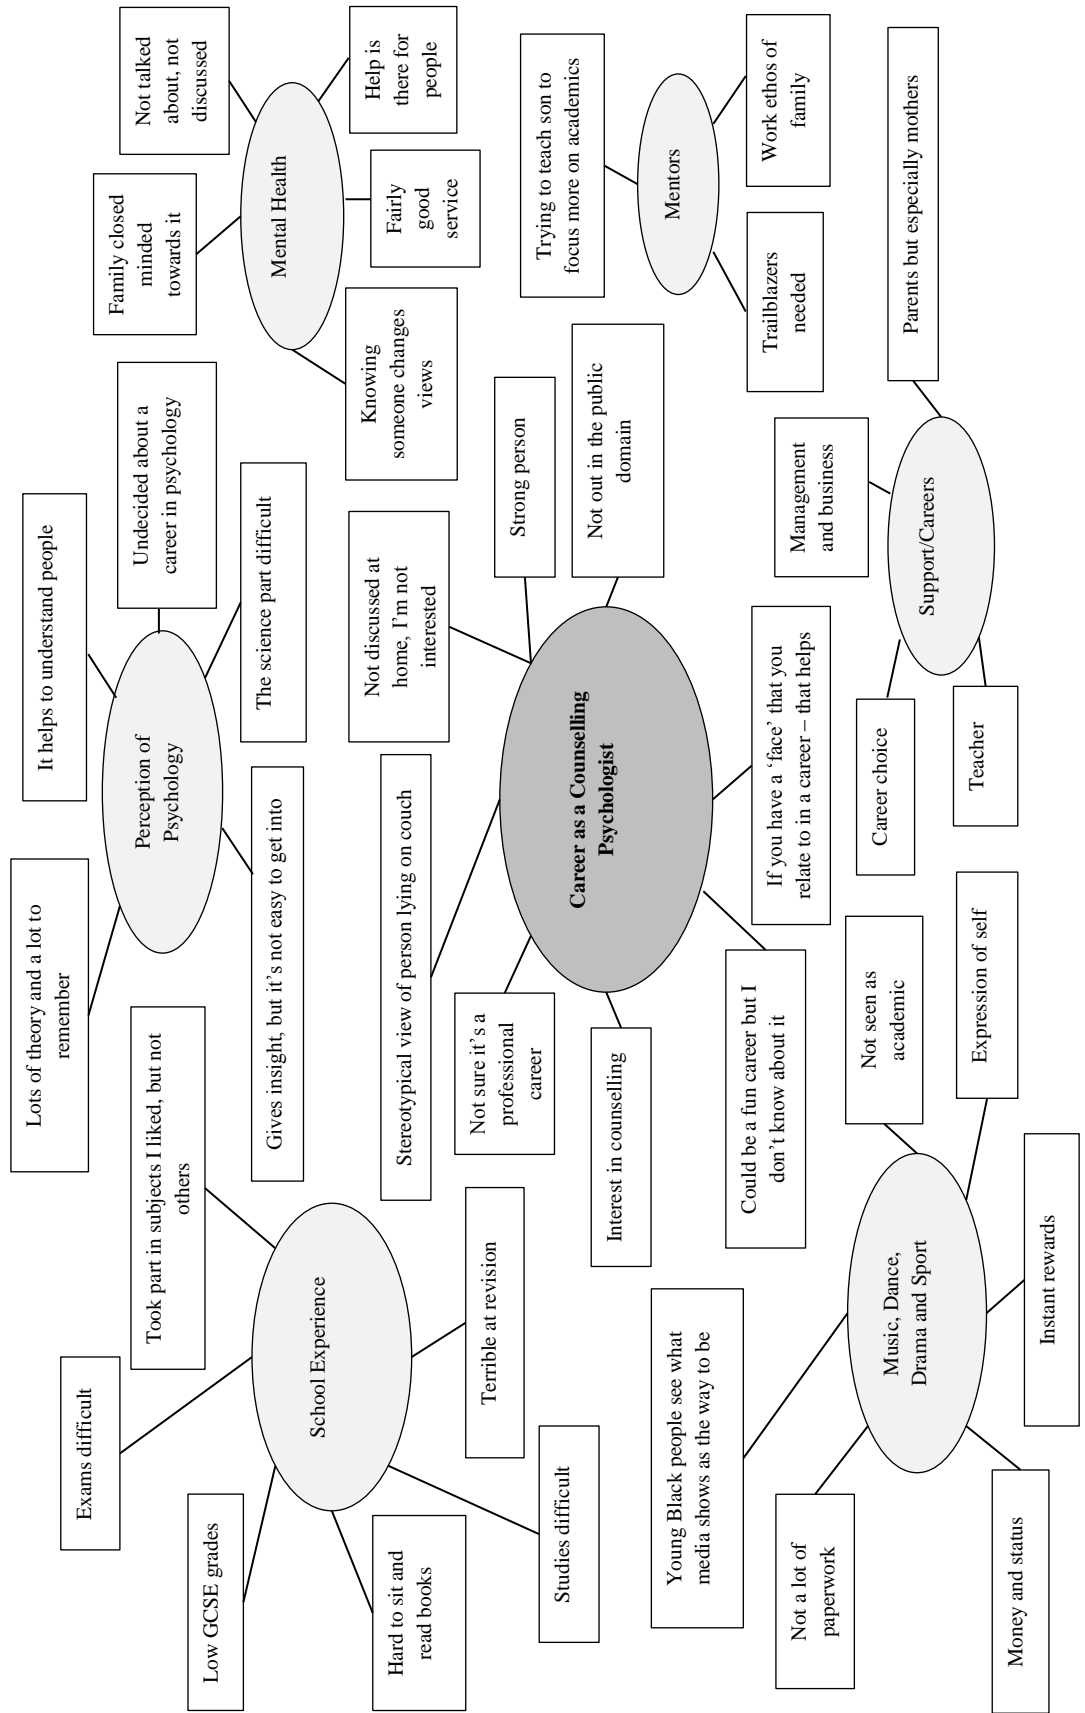 Exams difficult
Took part in subjects I liked, but not
others
Low GCSE grades
School Experience
Hard to sit and
read books
Terrible at revision
Studies difficult
Lots of theory and a lot to
remember
It helps to understand people
Perception of
Psychology
Undecided about a
career in psychology
Gives insight, but it’s not easy to get into
The science part difficult
Family closed
minded
towards it
Not talked
about, not
discussed
Mental Health
Knowing
someone changes
views
Fairly
good
service
Help is
there for
people
Stereotypical view of person lying on couch
Not discussed at
home, I’m not
interested
Not sure it’s a
professional
career
Strong person
Career as a Counselling
Psychologist
Interest in counselling
Not out in the public
domain
Could be a fun career but I
don’t know about it
If you have a ‘face’ that you
relate to in a career – that helps
Trying to teach son to
focus more on academics
Mentors
Trailblazers
needed
Work ethos of
family
Young Black people see what
media shows as the way to be
Not a lot of
paperwork
Not seen as
academic
Music, Dance,
Drama and Sport
Expression of self
Money and status
Instant rewards
Management
and business
Career choice
Parents but especially mothers
Support/Careers
Teacher